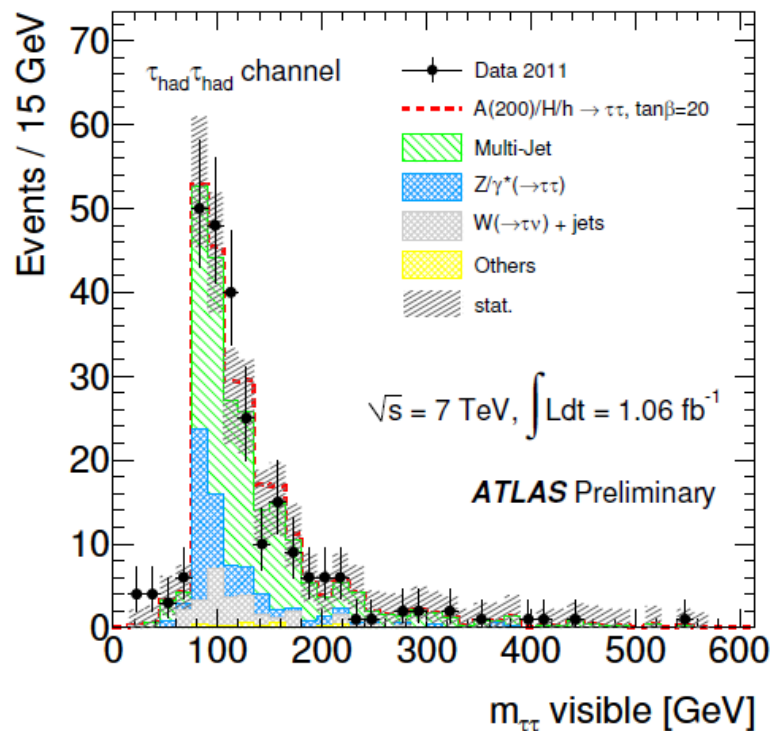 τhadτhad channel
Data 2011
A(200)/H/h → ττ, tanβ=20
Multi-Jet
Z/γ*(→ττ)
W(→τν) + jets
Others
stat.
√s = 7 TeV, ∫Ldt = 1.06 fb⁻¹
ATLAS Preliminary
Events / 15 GeV
70
60
50
40
30
20
10
0
0 100 200 300 400 500 600
mττ visible [GeV]